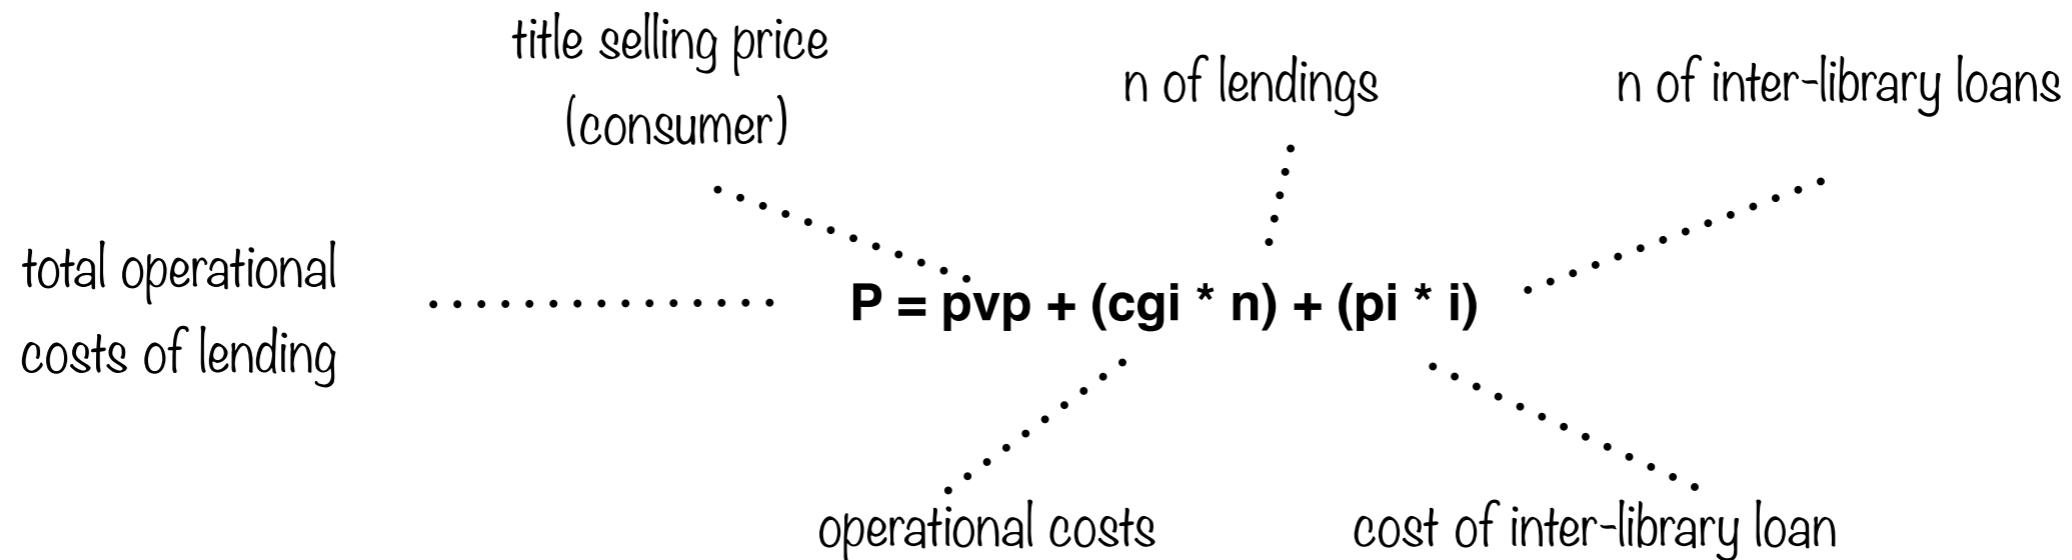 title selling price
(consumer)
n of lendings
n of inter-library loans
total operational
costs of lending
P = pvp + (cgi * n) + (pi * i)
operational costs
cost of inter-library loan